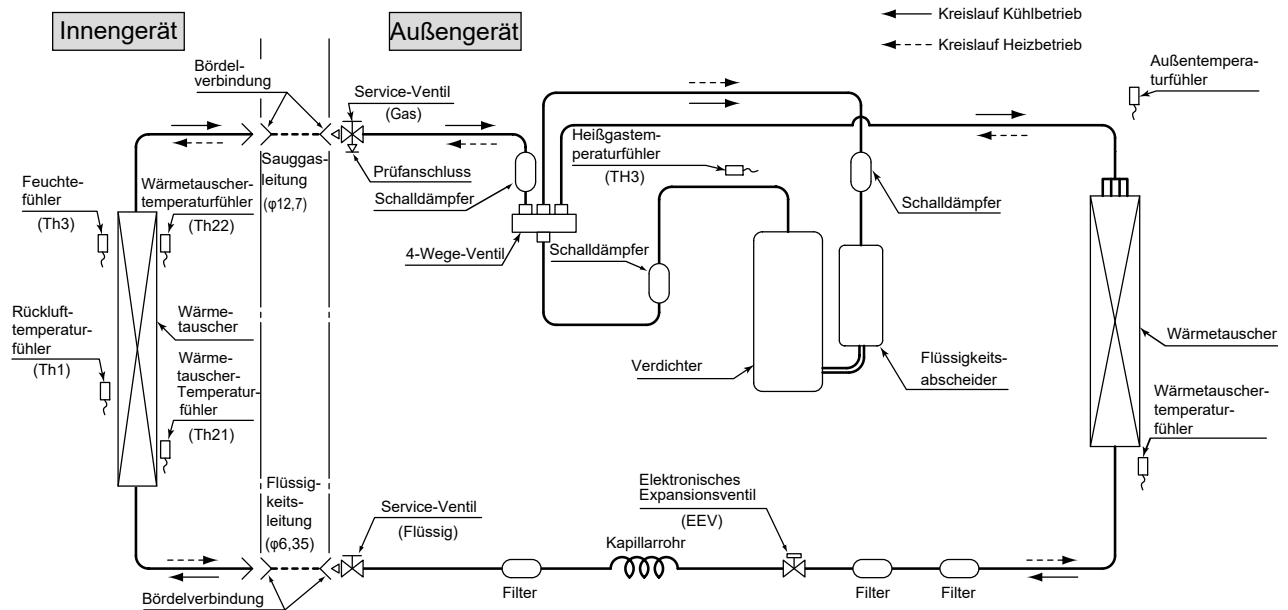 Innengerät
Außengerät
Kreislauf Kühlbetrieb
Kreislauf Heizbetrieb
Bördel-
verbindung
Service-Ventil
(Gas)
Außentempera-
turfühler
Prüfanschluss
Sauggas-
leitung
(φ12,7)
Schalldämpfer
Heißgastem-
peraturfühler
(TH3)
Schalldämpfer
Feuchte-
fühler
(Th3)
Wärmetauscher-
temperaturfühler
(Th22)
4-Wege-Ventil
Schalldämpfer
Rückluft-
temperatur-
fühler
(Th1)
Wärme-
tauscher
Wärme-
tauscher-
Temperatur-
fühler
(Th21)
Verdichter
Flüssigkeits-
abscheider
Wärmetauscher
Wärmetauscher-
temperatur-
fühler
Flüssig-
keits-
leitung
(φ6,35)
Service-Ventil
(Flüssig)
Elektronisches
Expansionsventil
(EEV)
Kapillarrohr
Bördelverbindung
Filter
Filter
Filter